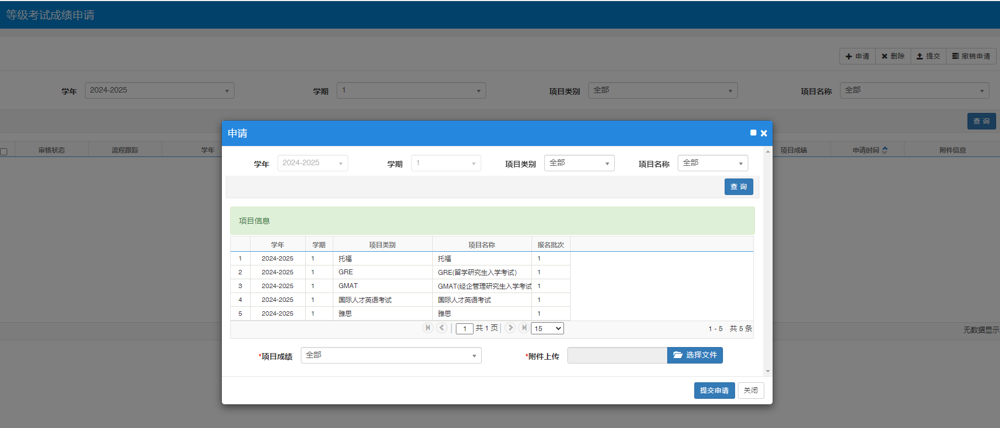 等级考试成绩申请
申请 删除 提交 撤销申请
学年 2024-2025 学期 1 项目类别 全部 项目名称 全部
查 询
审核状态 流程跟踪 学年 项目成绩 申请时间 附件信息
申请
学年 2024-2025 学期 1 项目类别 全部 项目名称 全部
查 询
项目信息
学年 学期 项目类别 项目名称 报名批次
1 2024-2025 1 托福 托福 1
2 2024-2025 1 GRE GRE(留学研究生入学考试) 1
3 2024-2025 1 GMAT GMAT(经企管理研究生入学考试 1
4 2024-2025 1 国际人才英语考试 国际人才英语考试 1
5 2024-2025 1 雅思 雅思 1
1 共 1 页 15 1 - 5 共 5 条
无数据显示
*项目成绩 全部 *附件上传 选择文件
提交申请 关闭